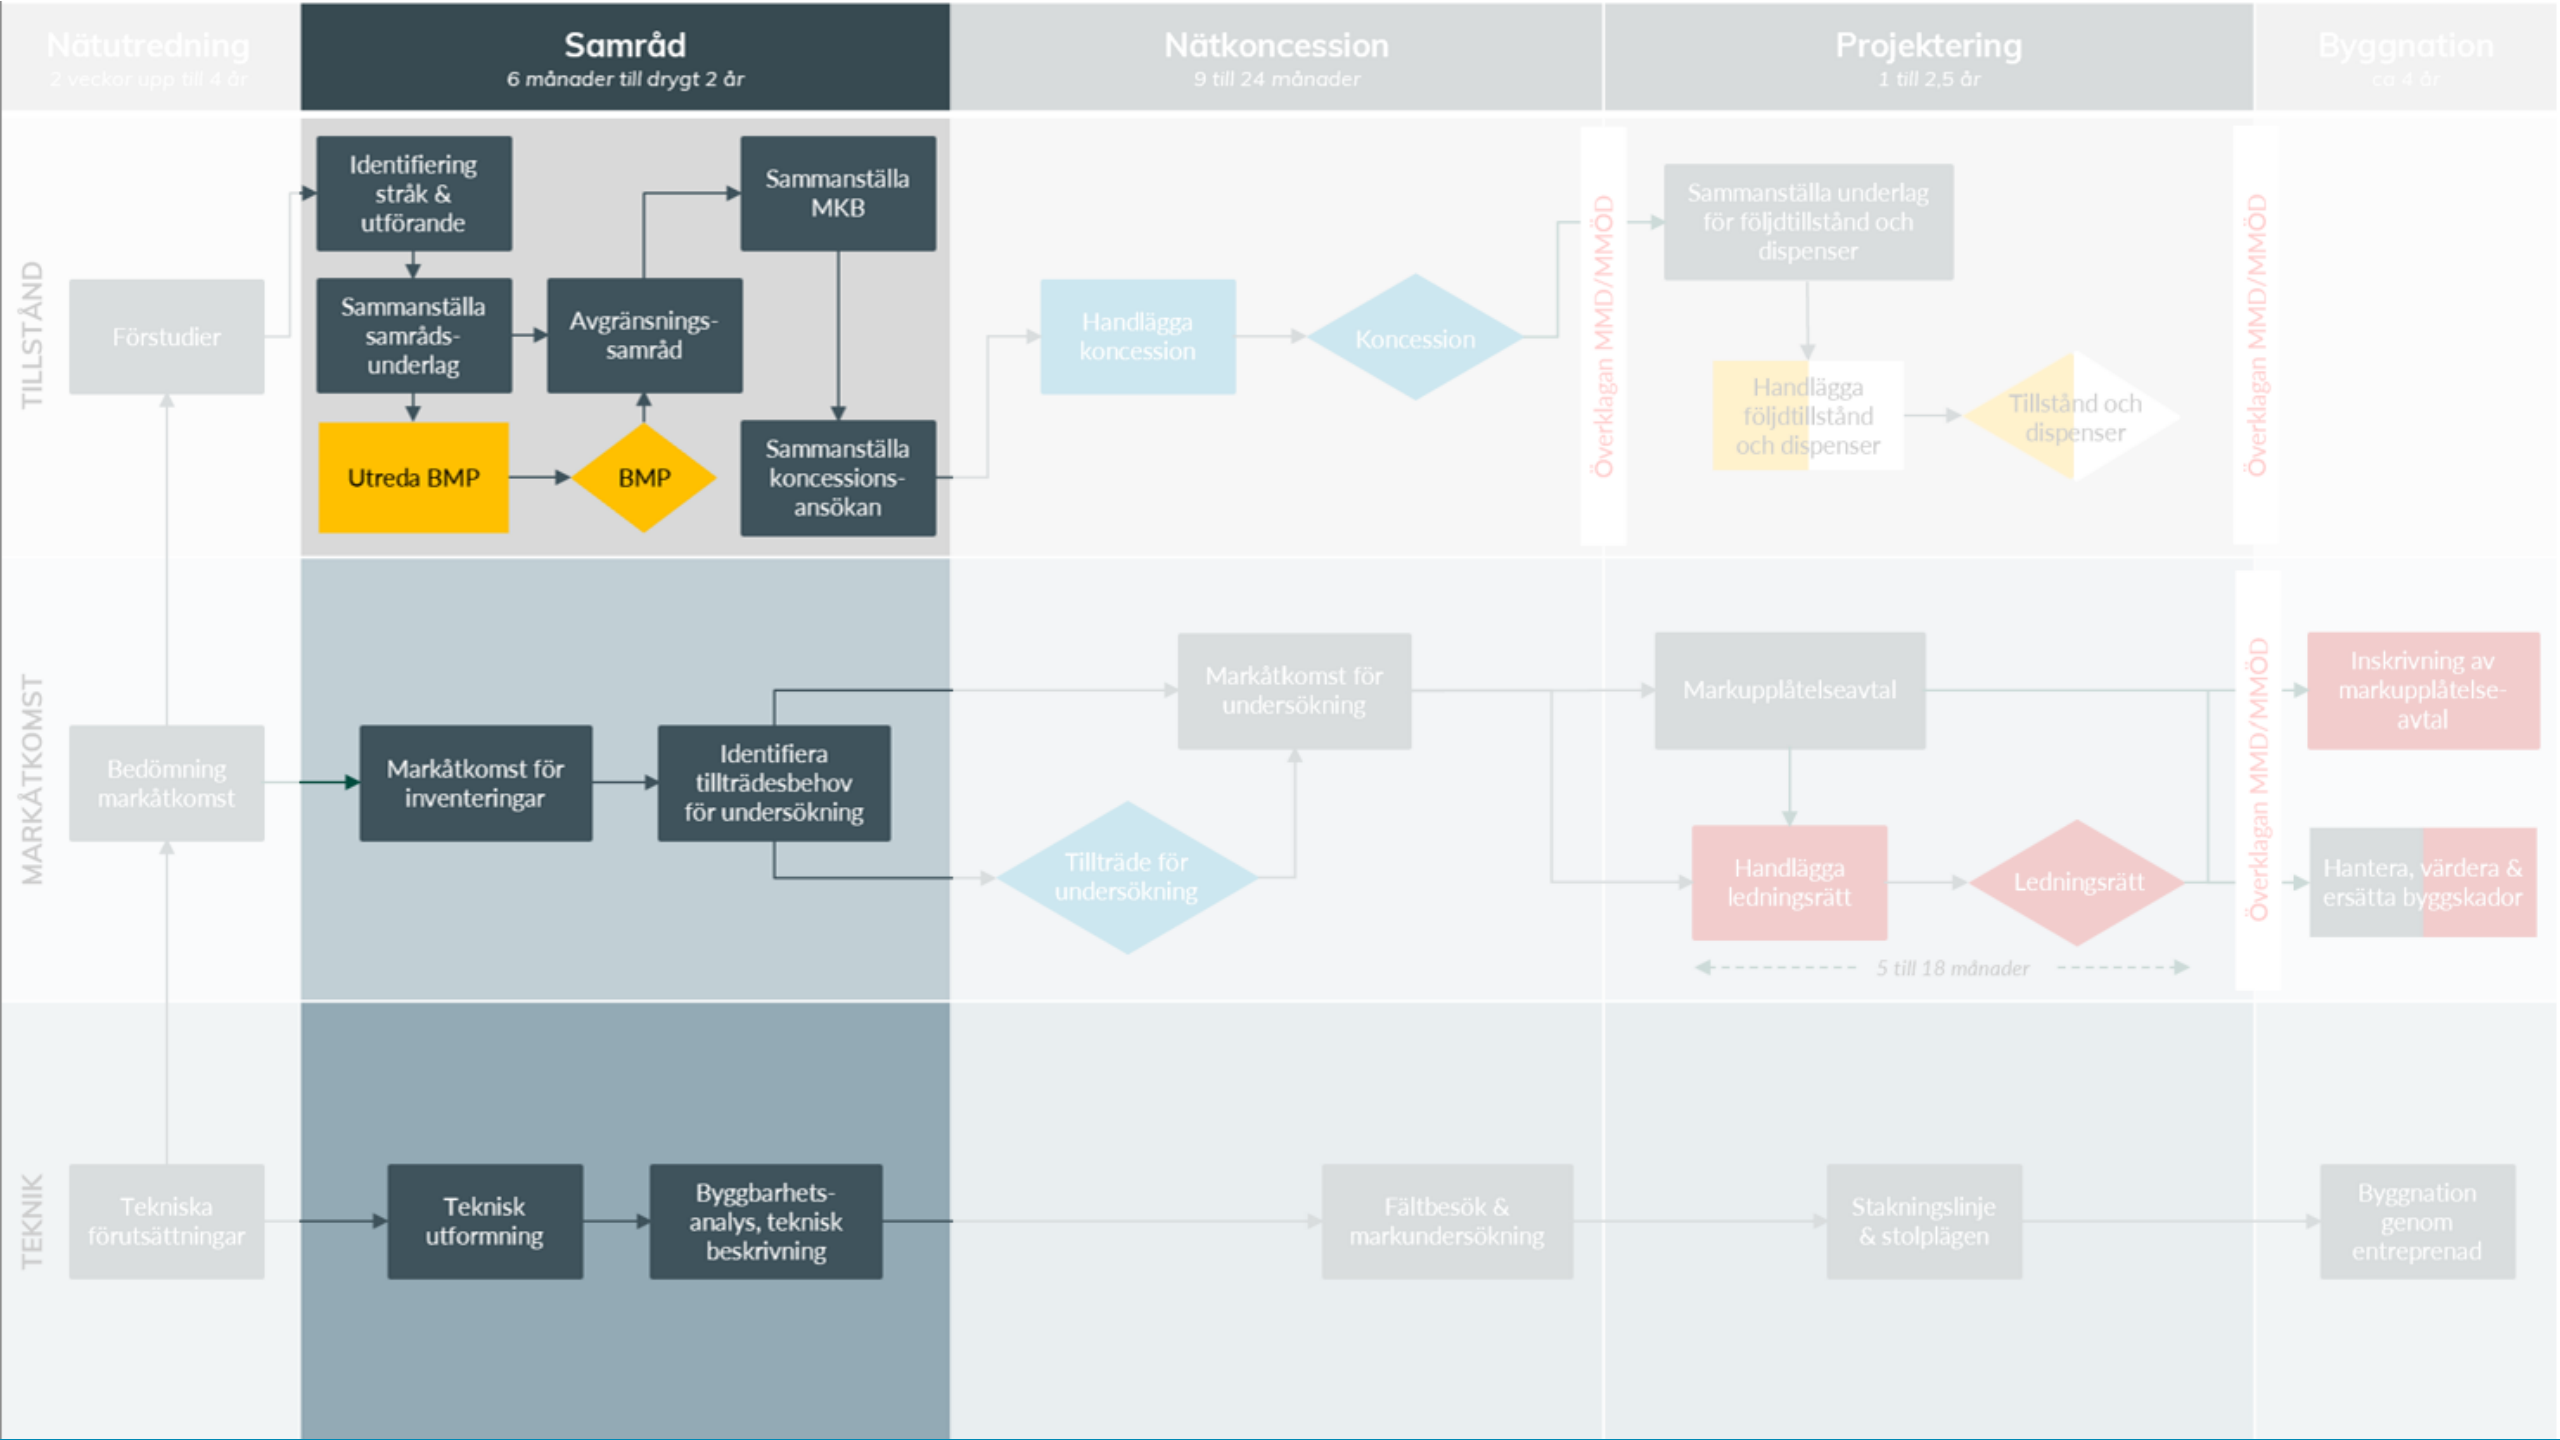 Nätutredning
2 veckor upp till 4 år
Samråd
6 månader till drygt 2 år
Nätkoncession
9 till 24 månader
Projektering
1 till 2,5 år
Byggnation
ca 4 år
TILLSTÅND
Förstudier
Identifiering
stråk &
utförande
Sammanställa
samråds-
underlag
Utreda BMP
BMP
Avgränsnings-
samråd
Sammanställa
MKB
Sammanställa
koncessions-
ansökan
Handlägga
koncession
Koncession
Överklagan MMD/MMÖD
Sammanställa underlag
för följdtillstånd och
dispenser
Handlägga
följdtillstånd
och dispenser
Tillstånd och
dispenser
Överklagan MMD/MMÖD
MARKÅTKOMST
Bedömning
markåtkomst
Markåtkomst för
inventeringar
Identifiera
tillträdesbehov
för undersökning
Tillträde för
undersökning
Markåtkomst för
undersökning
Markupplåtelseavtal
Handlägga
ledningsrätt
Ledningsrätt
5 till 18 månader
Överklagan MMD/MMÖD
Inskrivning av
markupplåtelse-
avtal
Hantera, värdera &
ersätta byggskador
TEKNIK
Tekniska
förutsättningar
Teknisk
utformning
Byggbarhets-
analys, teknisk
beskrivning
Fältbesök &
markundersökning
Stakningslinje
& stolplägen
Byggnation
genom
entreprenad